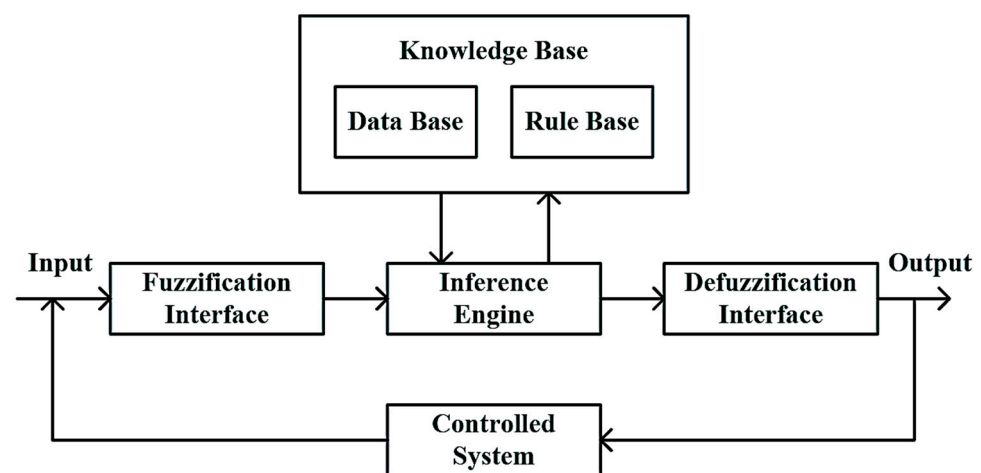 Knowledge Base
Data Base
Rule Base
Input
Fuzzification
Interface
Inference
Engine
Defuzzification
Interface
Output
Controlled
System